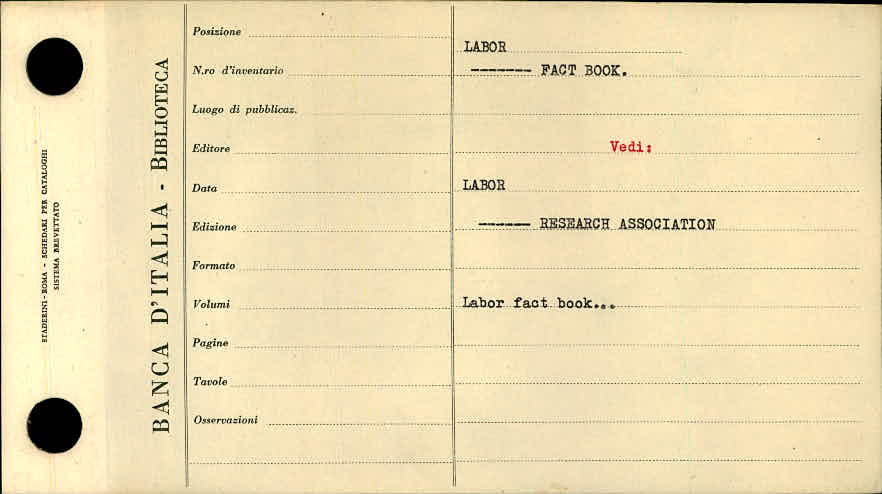 STADERINI-ROMA - SCHEDARI PER CATALOGHI
SISTEMA BREVETTATO
BANCA D'ITALIA - BIBLIOTECA
Posizione
N.ro d'inventario
Luogo di pubblicaz.
Editore
Data
Edizione
Formato
Volumi
Pagine
Tavole
Osservazioni
LABOR
------- FACT BOOK.
Vedi:
LABOR
------ RESEARCH ASSOCIATION
Labor fact book...